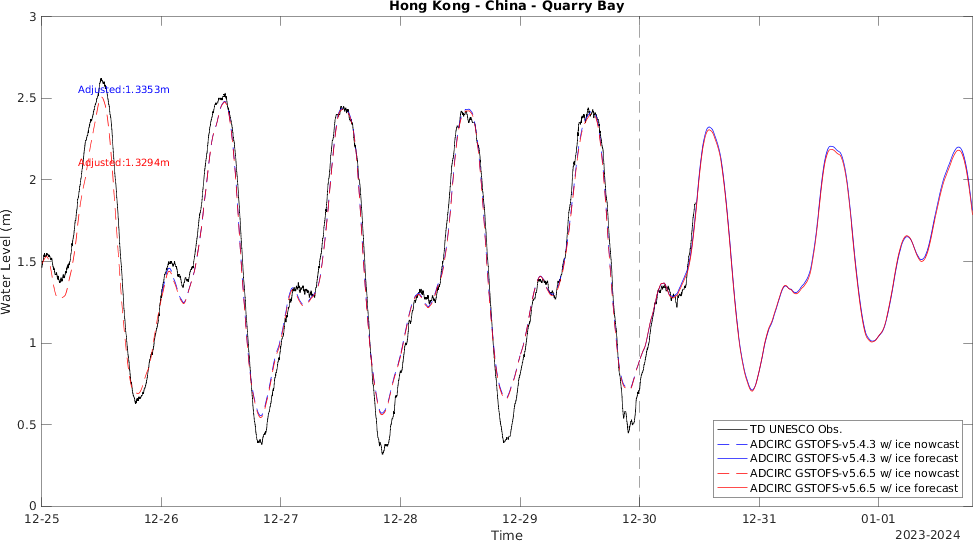 Hong Kong - China - Quarry Bay
3
2.5
2
1.5
1
0.5
0
Water Level (m)
Adjusted:1.3353m
Adjusted:1.3294m
TD UNESCO Obs.
ADCIRC GSTOFS-v5.4.3 w/ ice nowcast
ADCIRC GSTOFS-v5.4.3 w/ ice forecast
ADCIRC GSTOFS-v5.6.5 w/ ice nowcast
ADCIRC GSTOFS-v5.6.5 w/ ice forecast
12-25 12-26 12-27 12-28 12-29 12-30 12-31 01-01
Time
2023-2024